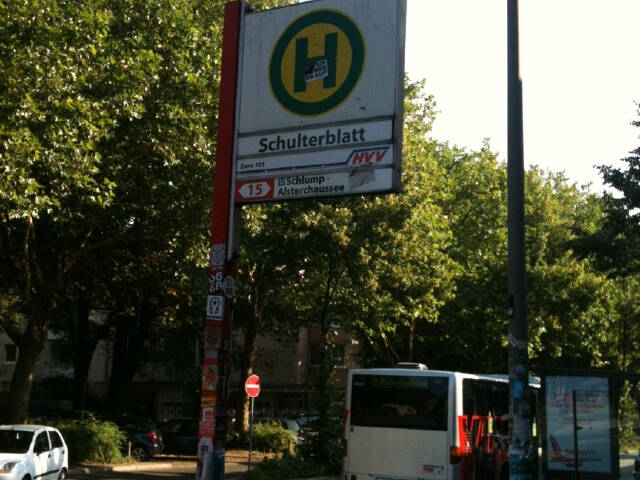 H
Schulterblatt
Zone 101
HVV
15
U Schlump -
Alsterchaussee